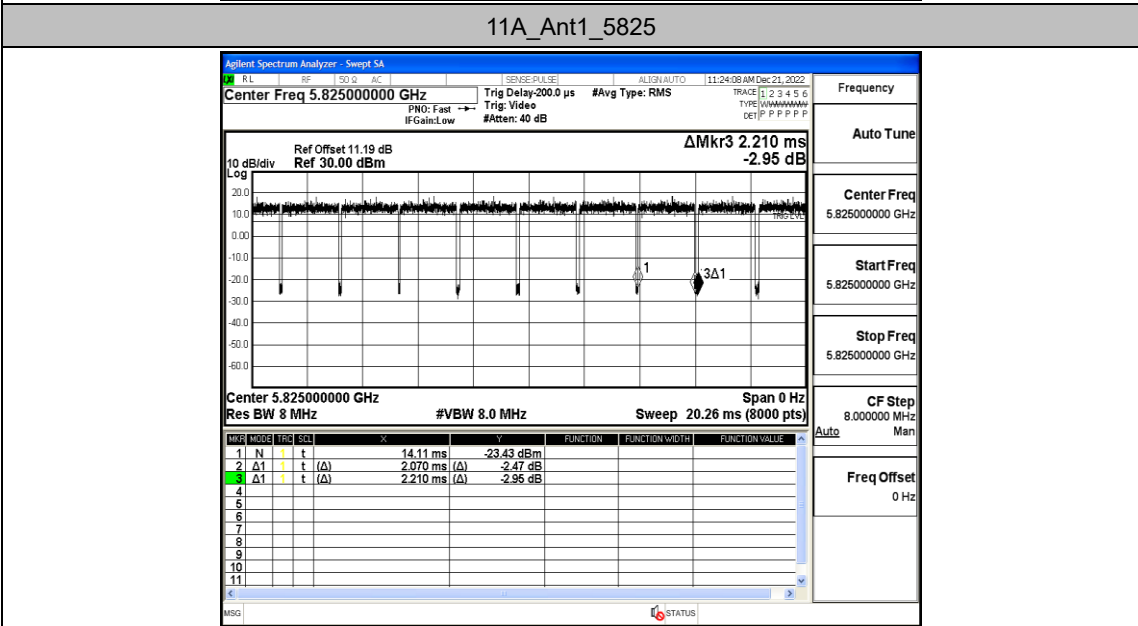 11A_Ant1_5825
Agilent Spectrum Analyzer - Swept SA
LXI RL RF 50 Ω AC SENSE:PULSE ALIGN AUTO 11:24:08 AM Dec 21, 2022
Center Freq 5.825000000 GHz
PNO: Fast
IFGain:Low
Trig Delay-200.0 µs
Trig: Video
#Atten: 40 dB
#Avg Type: RMS
TRACE 1 2 3 4 5 6
TYPE WWWWWW
DET P P P P P P
Ref Offset 11.19 dB
10 dB/div Ref 30.00 dBm
Log
ΔMkr3 2.210 ms
-2.95 dB
20.0
10.0
0.00
-10.0
-20.0
-30.0
-40.0
-50.0
-60.0
TRIG LVL
1
3Δ1
Center 5.825000000 GHz Span 0 Hz
Res BW 8 MHz #VBW 8.0 MHz Sweep 20.26 ms (8000 pts)
MKR MODE TRC SCL X Y FUNCTION FUNCTION WIDTH FUNCTION VALUE
1 N 1 t 14.11 ms -23.43 dBm
2 Δ1 1 t (Δ) 2.070 ms (Δ) -2.47 dB
3 Δ1 1 t (Δ) 2.210 ms (Δ) -2.95 dB
4
5
6
7
8
9
10
11
MSG STATUS
Frequency
Auto Tune
Center Freq
5.825000000 GHz
Start Freq
5.825000000 GHz
Stop Freq
5.825000000 GHz
CF Step
8.000000 MHz
Auto Man
Freq Offset
0 Hz